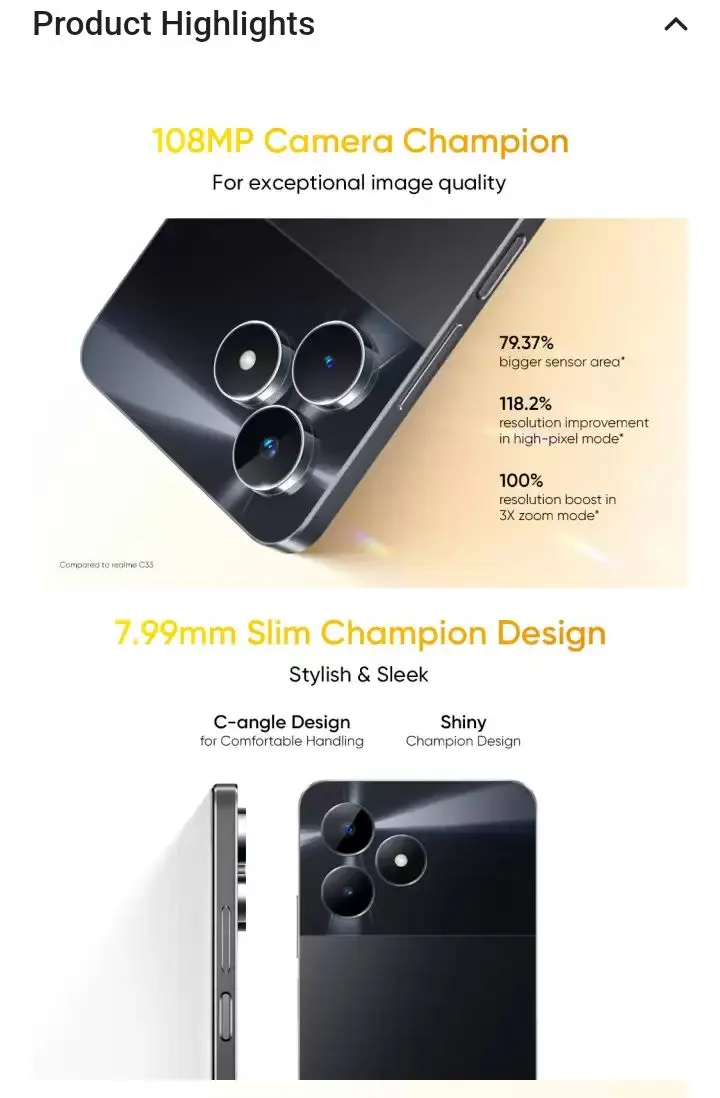 Product Highlights
108MP Camera Champion
For exceptional image quality
79.37%
bigger sensor area*
118.2%
resolution improvement
in high-pixel mode*
100%
resolution boost in
3X zoom mode*
Compared to realme C33
7.99mm Slim Champion Design
Stylish & Sleek
C-angle Design
for Comfortable Handling
Shiny
Champion Design